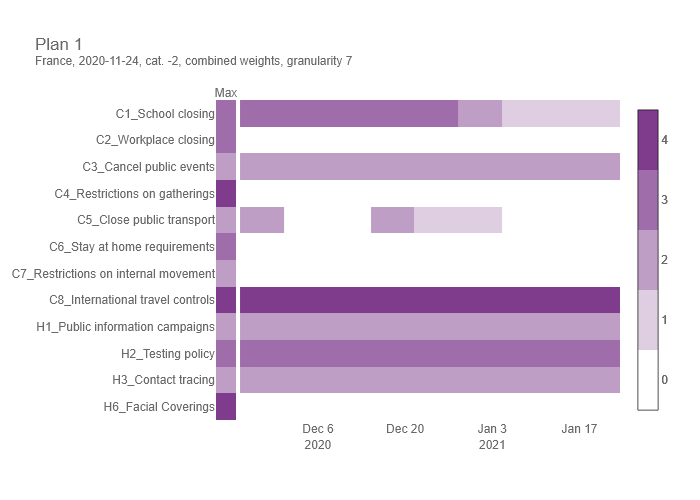 Plan 1
France, 2020-11-24, cat. -2, combined weights, granularity 7
Max
C1_School closing
C2_Workplace closing
C3_Cancel public events
C4_Restrictions on gatherings
C5_Close public transport
C6_Stay at home requirements
C7_Restrictions on internal movement
C8_International travel controls
H1_Public information campaigns
H2_Testing policy
H3_Contact tracing
H6_Facial Coverings
Dec 6 Dec 20 Jan 3 Jan 17
2020 2021
4
3
2
1
0